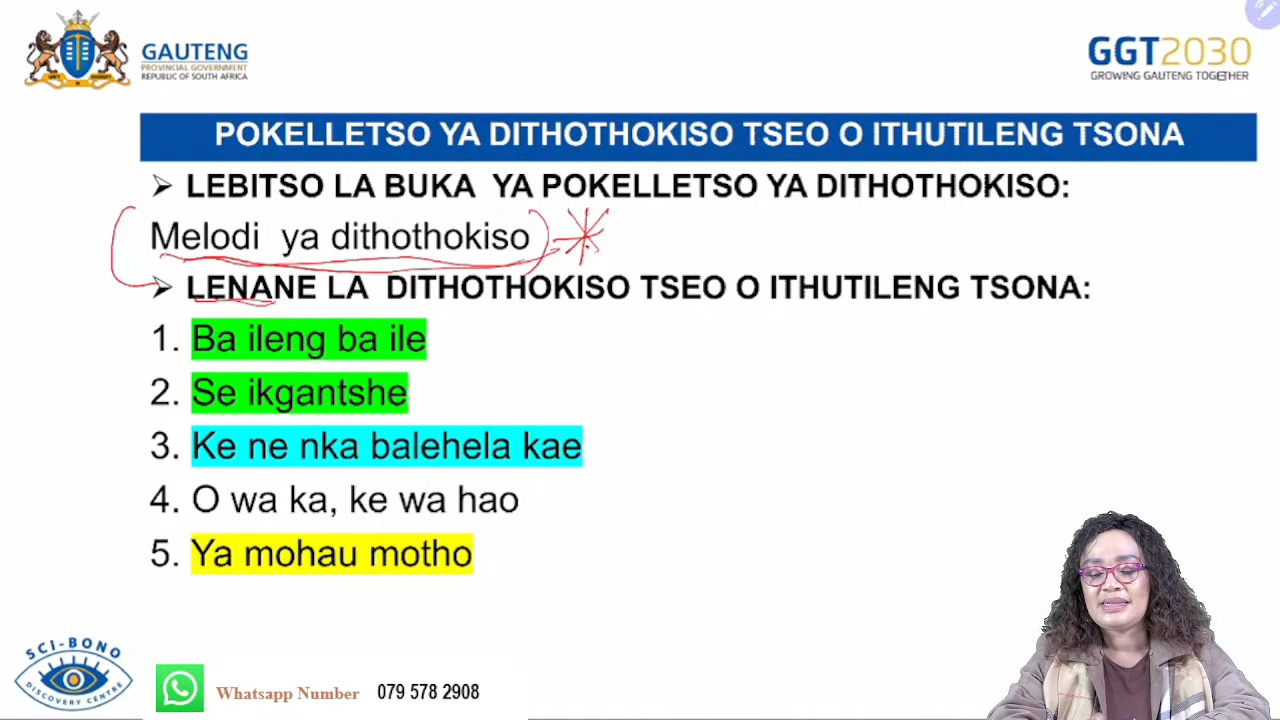 GAUTENG
PROVINCIAL GOVERNMENT
REPUBLIC OF SOUTH AFRICA
GGT2030
GROWING GAUTENG TOGETHER
POKELLETSO YA DITHOTHOKISO TSEO O ITHUTILENG TSONA
➢ LEBITSO LA BUKA YA POKELLETSO YA DITHOTHOKISO:
Melodi ya dithothokiso
➢ LENANE LA DITHOTHOKISO TSEO O ITHUTILENG TSONA:
1. Ba ileng ba ile
2. Se ikgantshe
3. Ke ne nka balehela kae
4. O wa ka, ke wa hao
5. Ya mohau motho
SCI-BONO
DISCOVERY CENTRE
Whatsapp Number 079 578 2908